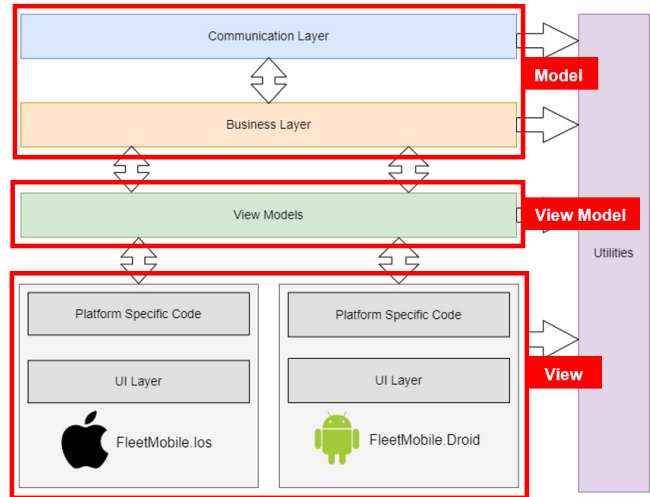 Communication Layer
Model
Business Layer
View Models
View Model
Utilities
Platform Specific Code
Platform Specific Code
UI Layer
UI Layer
View
FleetMobile.Ios
FleetMobile.Droid